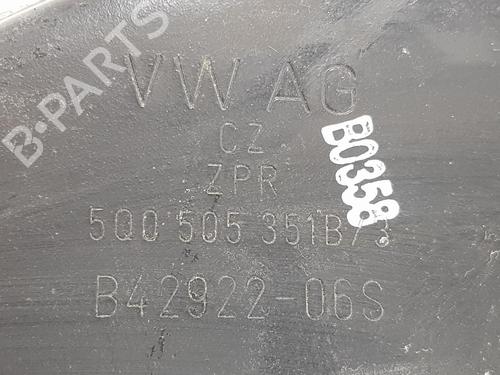 B-PARTS
VW AG
CZ
ZPR
5Q0 505 351B/3
B42922-06S
B0358